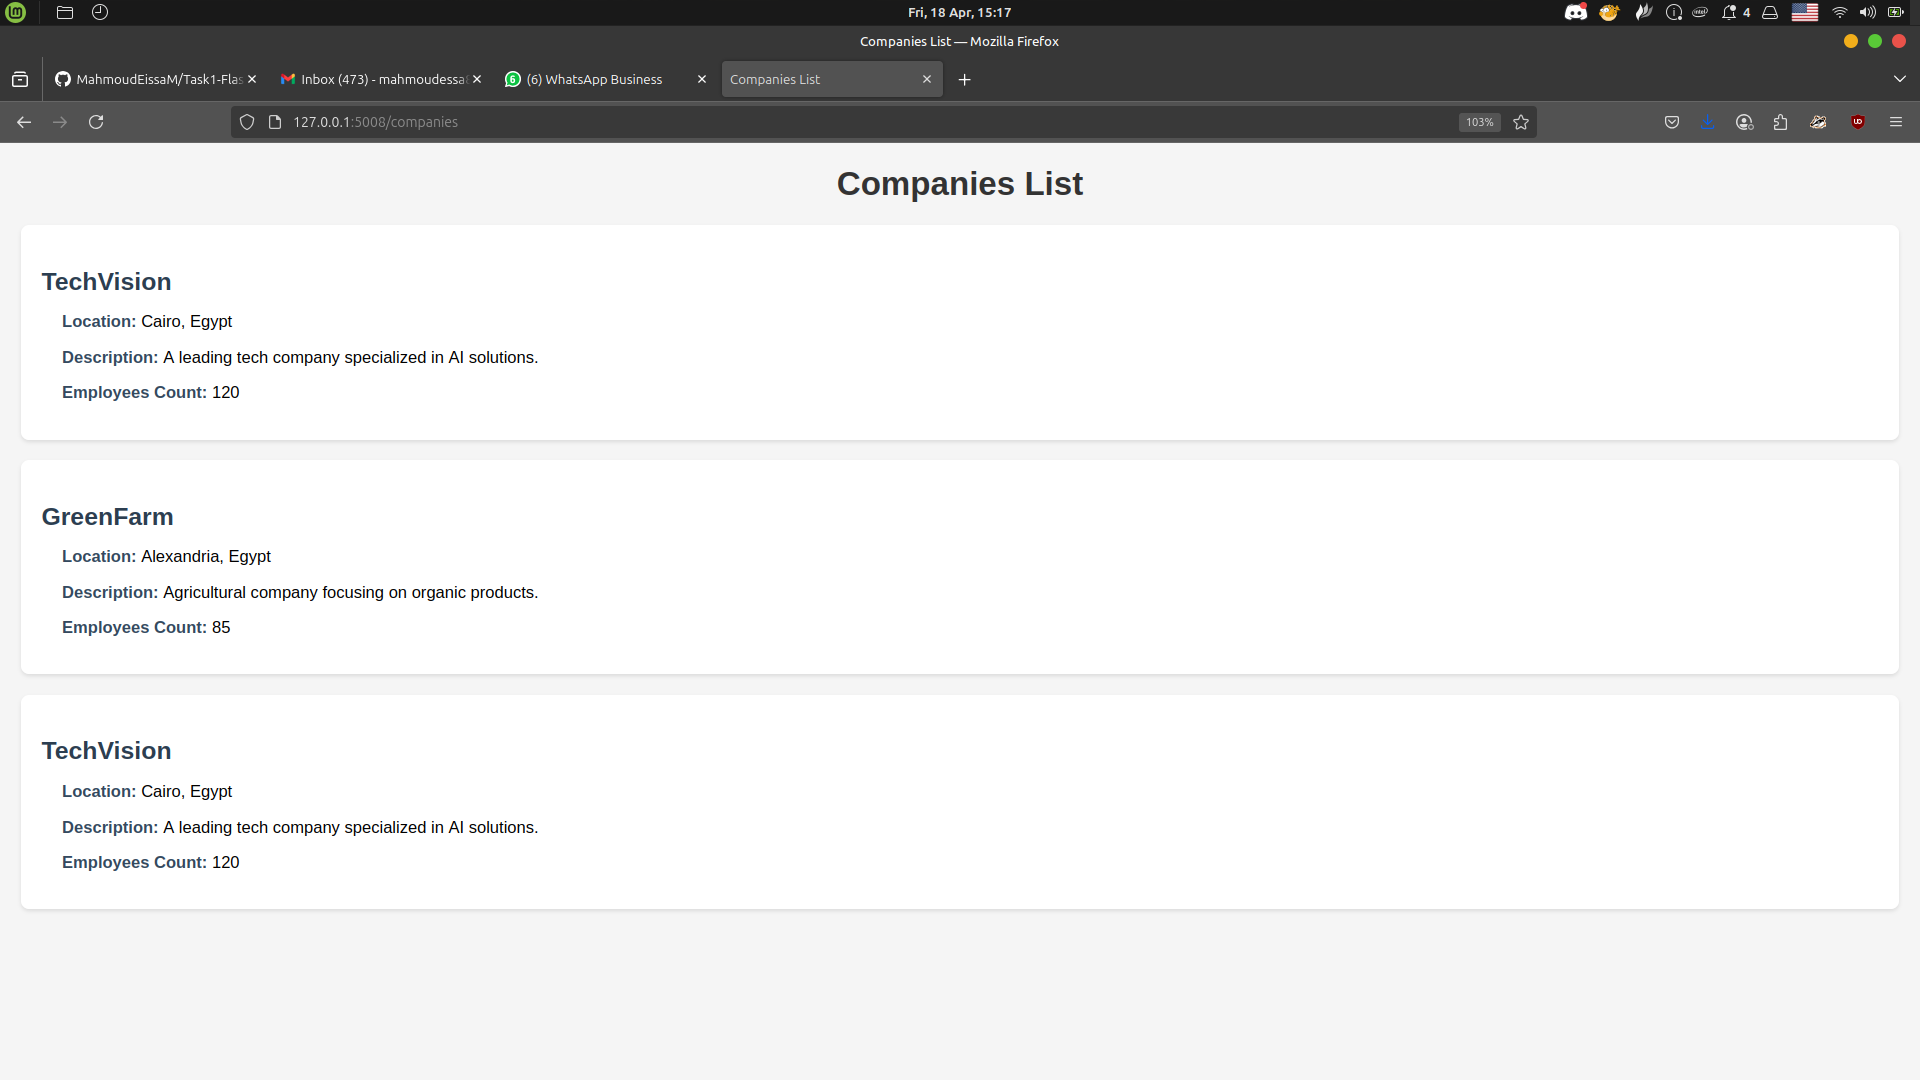 Fri, 18 Apr, 15:17
4
Companies List — Mozilla Firefox
MahmoudEissaM/Task1-Flas
Inbox (473) - mahmoudessa
6
(6) WhatsApp Business
Companies List
127.0.0.1:5008/companies
103%
Companies List
TechVision
Location: Cairo, Egypt
Description: A leading tech company specialized in AI solutions.
Employees Count: 120
GreenFarm
Location: Alexandria, Egypt
Description: Agricultural company focusing on organic products.
Employees Count: 85
TechVision
Location: Cairo, Egypt
Description: A leading tech company specialized in AI solutions.
Employees Count: 120